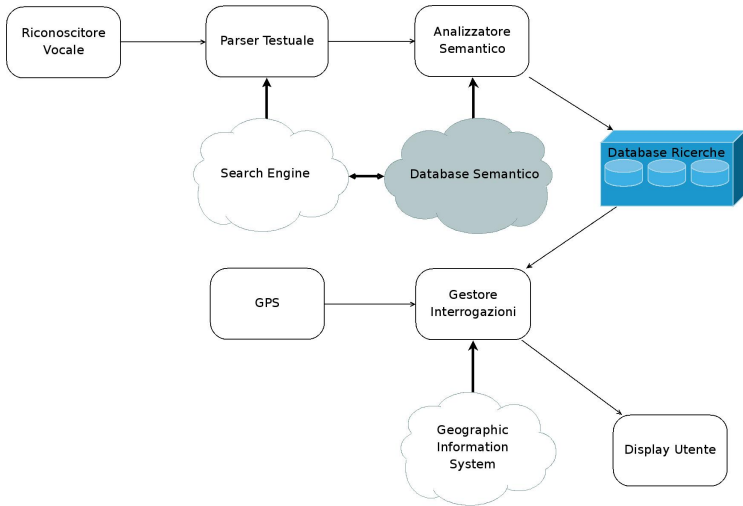 Riconoscitore
Vocale
Parser Testuale
Analizzatore
Semantico
Search Engine
Database Semantico
Database Ricerche
GPS
Gestore
Interrogazioni
Geographic
Information
System
Display Utente